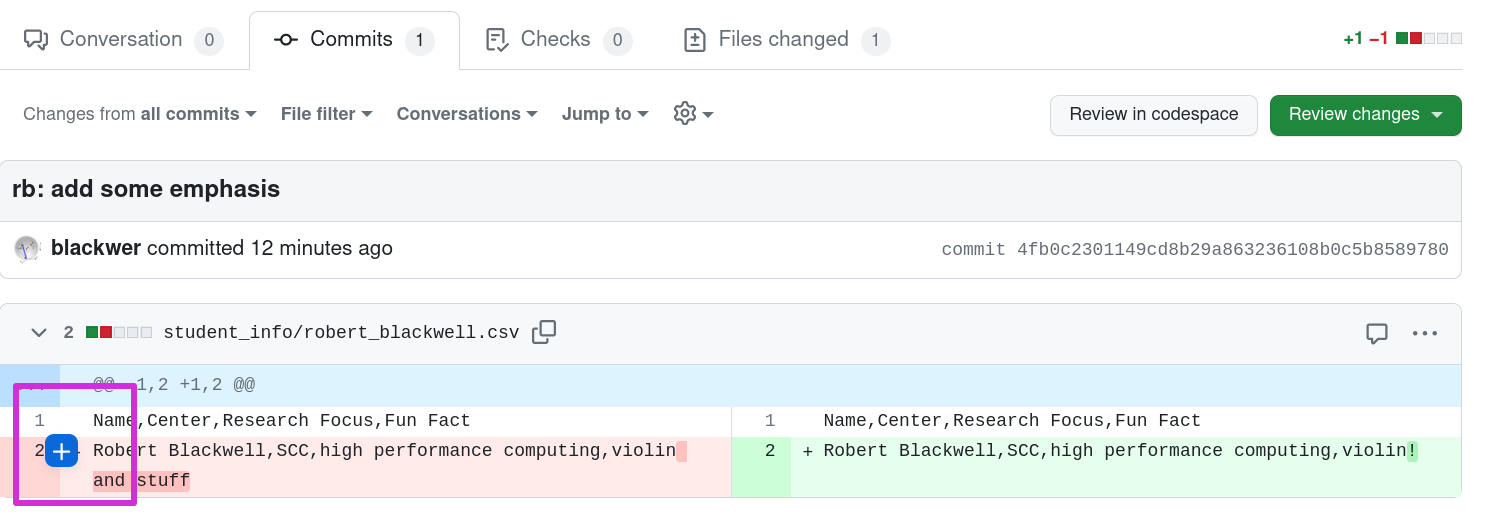 Conversation 0 Commits 1 Checks 0 Files changed 1 +1 −1
Changes from all commits File filter Conversations Jump to Review in codespace Review changes
rb: add some emphasis
blackwer committed 12 minutes ago commit 4fb0c2301149cd8b29a863236108b0c5b8589780
2 student_info/robert_blackwell.csv
@@ 1,2 +1,2 @@
1 Name,Center,Research Focus,Fun Fact 1 Name,Center,Research Focus,Fun Fact
2 - Robert Blackwell,SCC,high performance computing,violin 2 + Robert Blackwell,SCC,high performance computing,violin!
and stuff